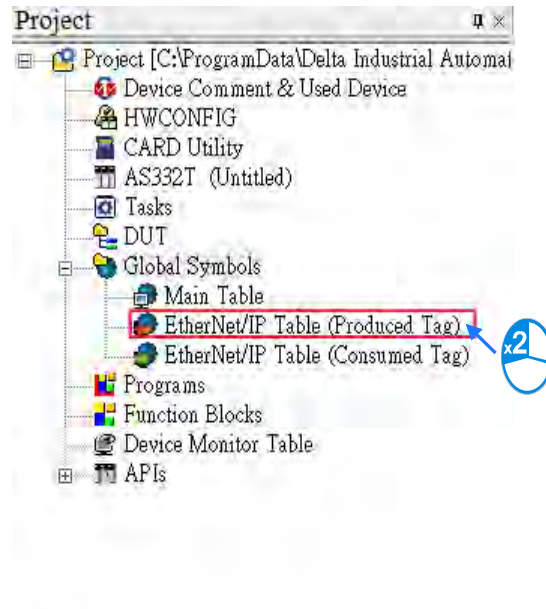 Project
Project [C:\ProgramData\Delta Industrial Automat
Device Comment & Used Device
HWCONFIG
CARD Utility
AS332T (Untitled)
Tasks
DUT
Global Symbols
Main Table
EtherNet/IP Table (Produced Tag)
x2
EtherNet/IP Table (Consumed Tag)
Programs
Function Blocks
Device Monitor Table
APIs